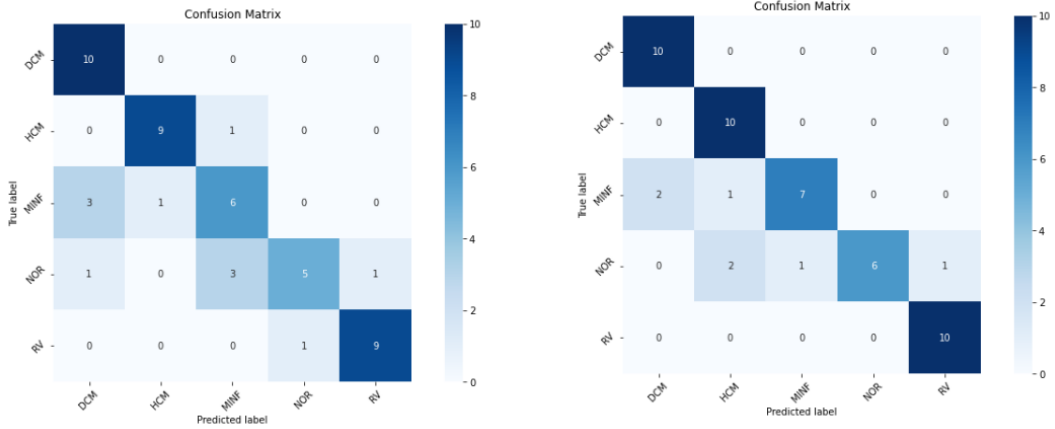 Confusion Matrix
DCM 10 0 0 0 0
HCM 0 9 1 0 0
MINF 3 1 6 0 0
NOR 1 0 3 5 1
RV 0 0 0 1 9
DCM HCM MINF NOR RV
True label
Predicted label
10
8
6
4
2
0
Confusion Matrix
DCM 10 0 0 0 0
HCM 0 10 0 0 0
MINF 2 1 7 0 0
NOR 0 2 1 6 1
RV 0 0 0 0 10
DCM HCM MINF NOR RV
True label
Predicted label
10
8
6
4
2
0